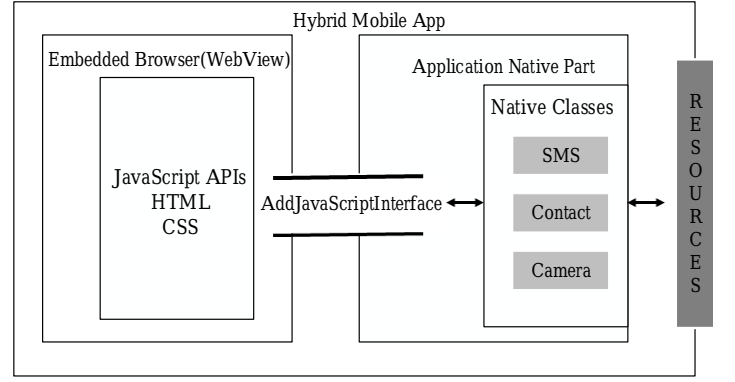 Hybrid Mobile App
Embedded Browser(WebView)
JavaScript APIs
HTML
CSS
AddJavaScriptInterface
Application Native Part
Native Classes
SMS
Contact
Camera
R
E
S
O
U
R
C
E
S